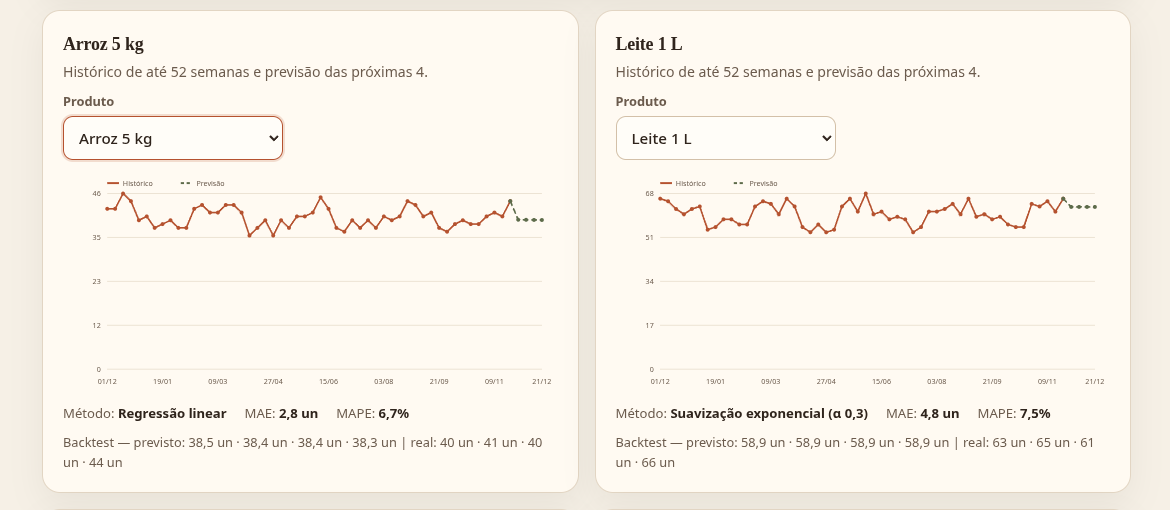 Arroz 5 kg
Histórico de até 52 semanas e previsão das próximas 4.
Produto
Arroz 5 kg
Histórico Previsão
46
35
23
12
0
01/12 19/01 09/03 27/04 15/06 03/08 21/09 09/11 21/12
Método: Regressão linear MAE: 2,8 un MAPE: 6,7%
Backtest — previsto: 38,5 un · 38,4 un · 38,4 un · 38,3 un | real: 40 un · 41 un · 40
un · 44 un
Leite 1 L
Histórico de até 52 semanas e previsão das próximas 4.
Produto
Leite 1 L
Histórico Previsão
68
51
34
17
0
01/12 19/01 09/03 27/04 15/06 03/08 21/09 09/11 21/12
Método: Suavização exponencial (α 0,3) MAE: 4,8 un MAPE: 7,5%
Backtest — previsto: 58,9 un · 58,9 un · 58,9 un · 58,9 un | real: 63 un · 65 un · 61
un · 66 un